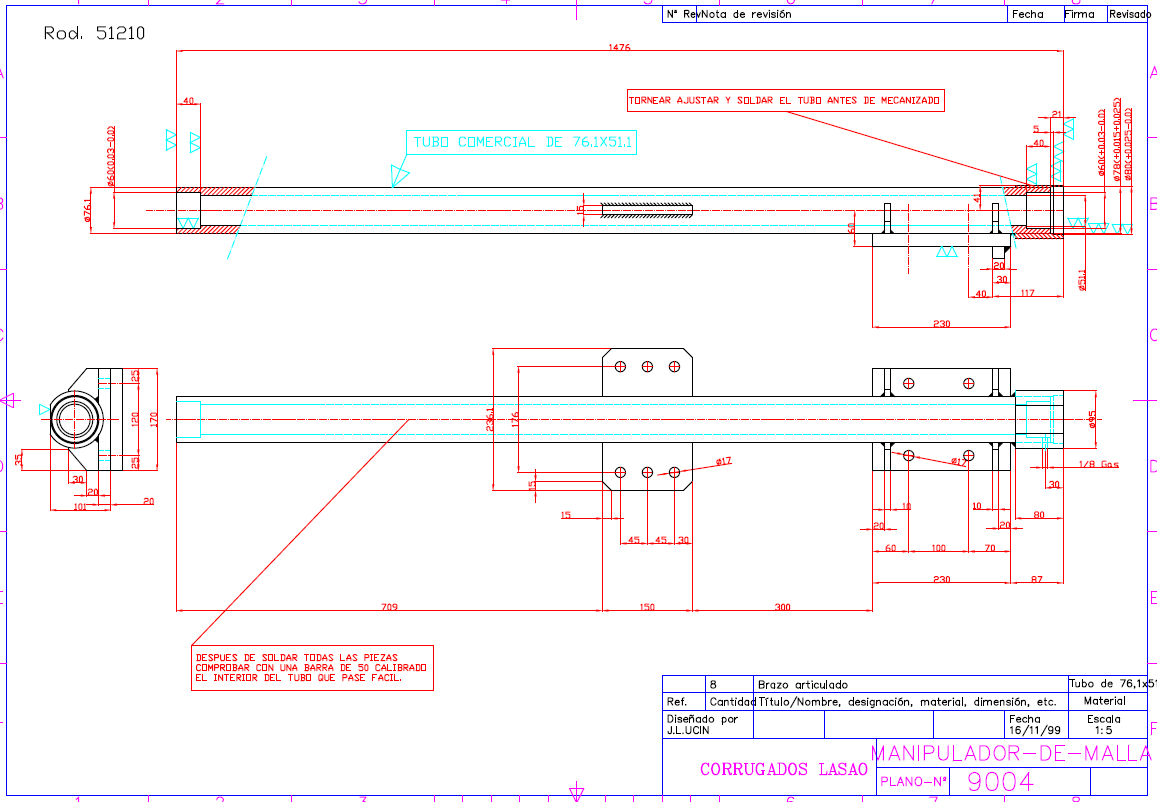 Nº Rev Nota de revisión Fecha Firma Revisado
Rod. 51210
1476
40
TORNEAR AJUSTAR Y SOLDAR EL TUBO ANTES DE MECANIZADO
TUBO COMERCIAL DE 76.1X51.1
21
5
40
ø60(0.03-0.0)
ø60(+0.03-0.0)
ø78(+0.015+0.025)
ø80(+0.025-0.0)
ø76.1
15
41
60
20
30
40
117
ø51.1
230
25
120
170
25
35
30
20
101
20
236.1
176
15
ø17
15
45
45
30
ø17
ø95
1/8 Gas
30
80
10
10
20
20
60
100
70
230
87
709
150
300
DESPUES DE SOLDAR TODAS LAS PIEZAS
COMPROBAR CON UNA BARRA DE 50 CALIBRADO
EL INTERIOR DEL TUBO QUE PASE FACIL.
8 Brazo articulado Tubo de 76,1x51
Ref. Cantidad Título/Nombre, designación, material, dimensión, etc. Material
Diseñado por
J.L.UCIN
Fecha
16/11/99
Escala
1:5
CORRUGADOS LASAO
MANIPULADOR-DE-MALLA
PLANO-Nº 9004